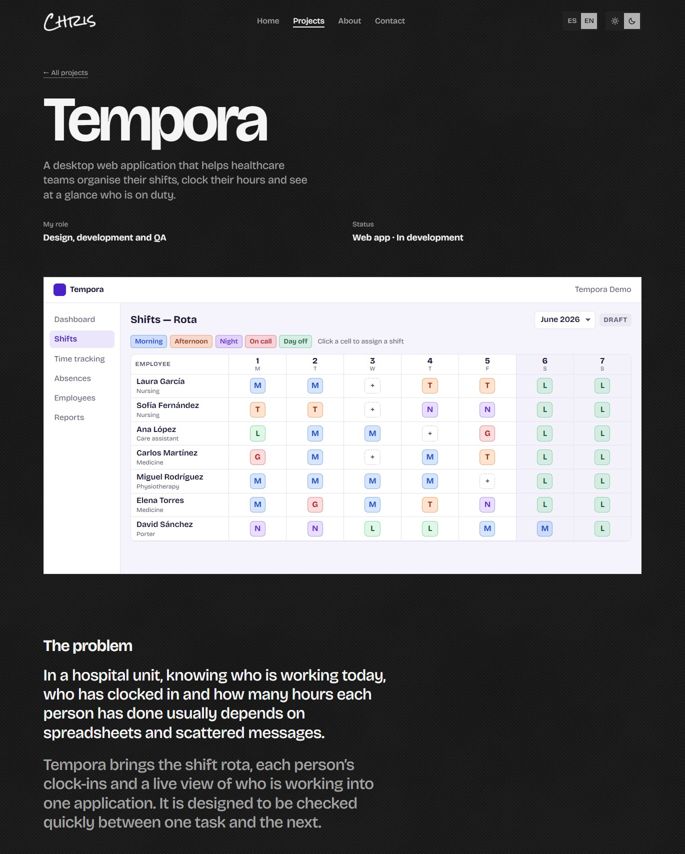 CHRIS
Home Projects About Contact
ES EN
← All projects
Tempora
A desktop web application that helps healthcare
teams organise their shifts, clock their hours and see
at a glance who is on duty.
My role
Design, development and QA
Status
Web app · In development
Tempora
Tempora Demo
Dashboard
Shifts
Time tracking
Absences
Employees
Reports
Shifts — Rota
June 2026
DRAFT
Morning Afternoon Night On call Day off Click a cell to assign a shift
EMPLOYEE 1 2 3 4 5 6 7
M T W T F S S
Laura García M M + T T L L
Nursing
Sofía Fernández T T + N N L L
Nursing
Ana López L M M + G L L
Care assistant
Carlos Martínez G M + M T L L
Medicine
Miguel Rodríguez M M M M + L L
Physiotherapy
Elena Torres M G M T N L L
Medicine
David Sánchez N N L L M M L
Porter
The problem
In a hospital unit, knowing who is working today,
who has clocked in and how many hours each
person has done usually depends on
spreadsheets and scattered messages.
Tempora brings the shift rota, each person's
clock-ins and a live view of who is working into
one application. It is designed to be checked
quickly between one task and the next.